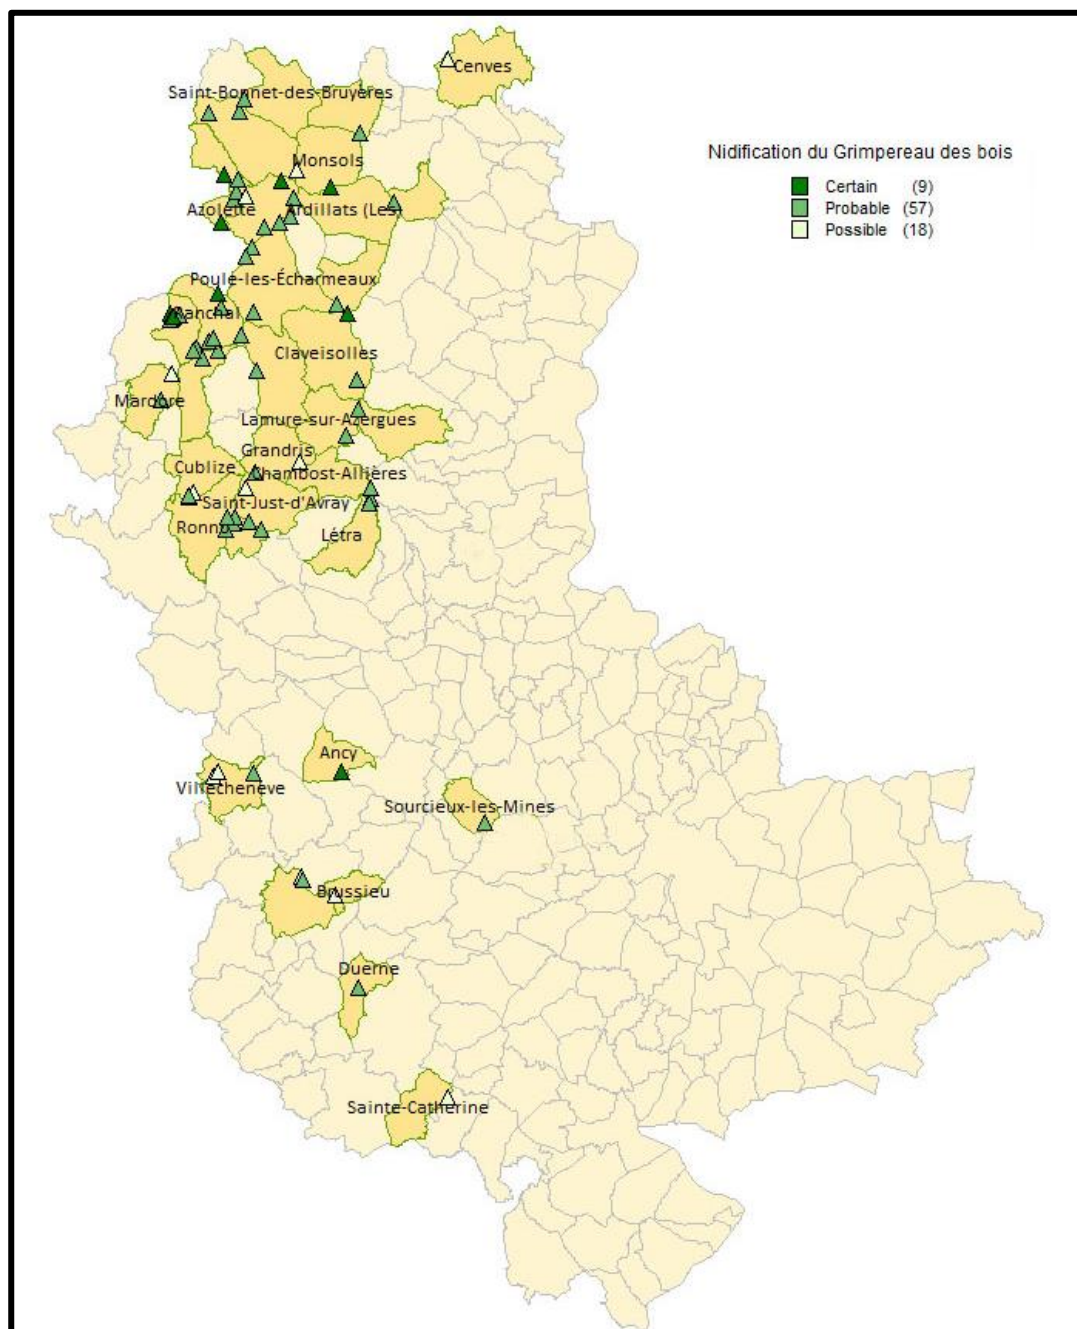 Cenves
Saint-Bonnet-des-Bruyères
Nidification du Grimpereau des bois
Monsols
Certain (9)
Probable (57)
Possible (18)
Azolette
Ardillats (Les)
Poule-les-Écharmeaux
Ranchal
Claveisolles
Mardore
Lamure-sur-Azergues
Grandris
Cublize
Chambost-Allières
Saint-Just-d'Avray
Ronno
Létra
Ancy
Villechenève
Sourcieux-les-Mines
Brussieu
Duerne
Sainte-Catherine